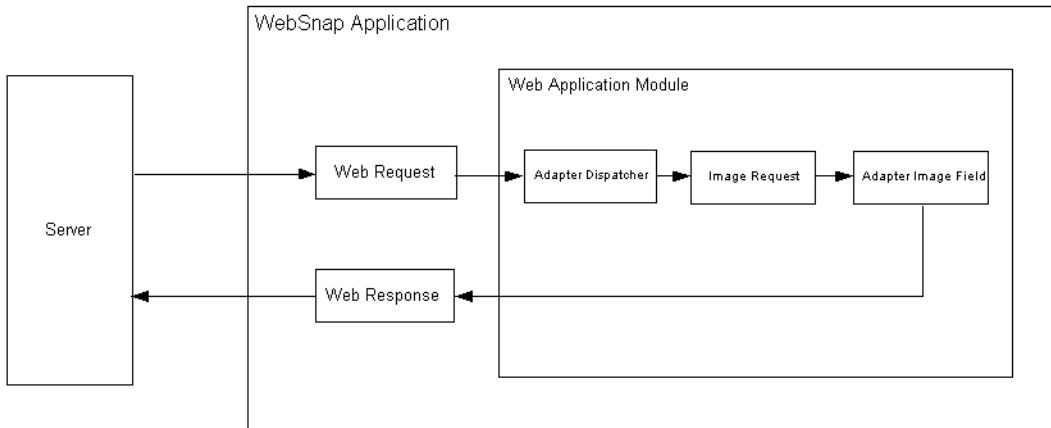 WebSnap Application
Web Application Module
Server
Web Request
Adapter Dispatcher
Image Request
Adapter Image Field
Web Response